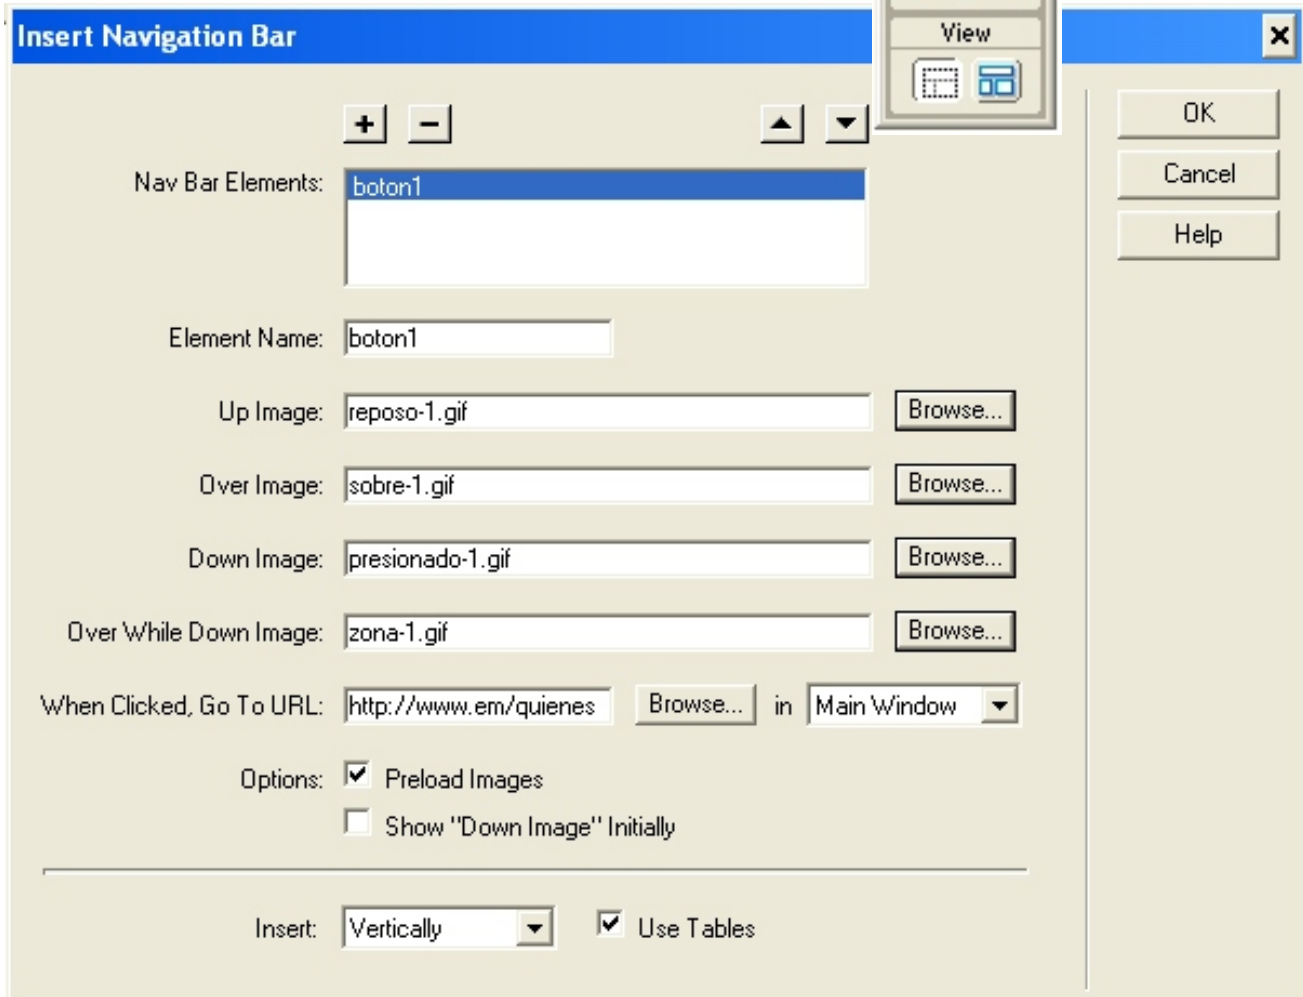 Insert Navigation Bar
View
OK
Cancel
Help
Nav Bar Elements:
boton1
Element Name: boton1
Up Image: reposo-1.gif Browse...
Over Image: sobre-1.gif Browse...
Down Image: presionado-1.gif Browse...
Over While Down Image: zona-1.gif Browse...
When Clicked, Go To URL: http://www.em/quienes Browse... in Main Window
Options: Preload Images
Show "Down Image" Initially
Insert: Vertically Use Tables